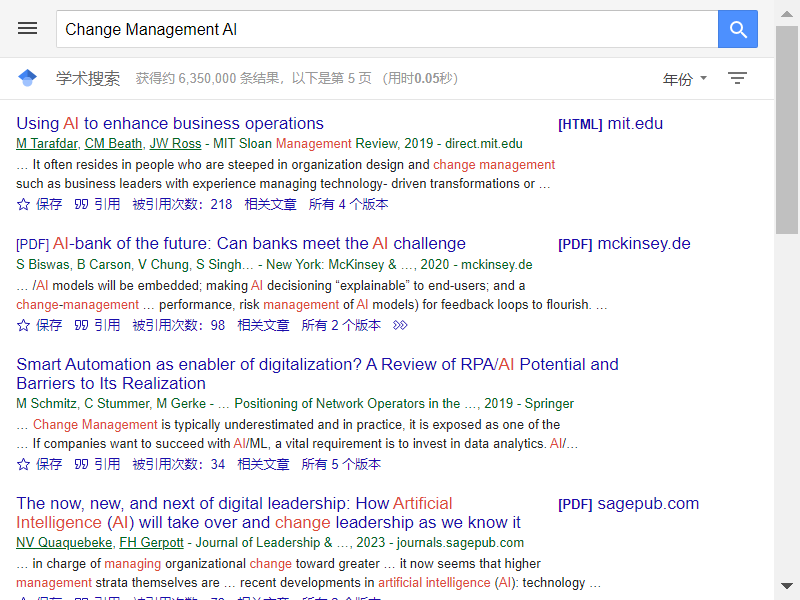 Change Management AI
学术搜索 获得约 6,350,000 条结果，以下是第 5 页 （用时0.05秒） 年份
Using AI to enhance business operations [HTML] mit.edu
M Tarafdar, CM Beath, JW Ross - MIT Sloan Management Review, 2019 - direct.mit.edu
… It often resides in people who are steeped in organization design and change management
such as business leaders with experience managing technology- driven transformations or …
保存 引用 被引用次数：218 相关文章 所有 4 个版本
[PDF] AI-bank of the future: Can banks meet the AI challenge [PDF] mckinsey.de
S Biswas, B Carson, V Chung, S Singh… - New York: McKinsey & …, 2020 - mckinsey.de
… /AI models will be embedded; making AI decisioning “explainable” to end-users; and a
change-management … performance, risk management of AI models) for feedback loops to flourish. …
保存 引用 被引用次数：98 相关文章 所有 2 个版本
Smart Automation as enabler of digitalization? A Review of RPA/AI Potential and
Barriers to Its Realization
M Schmitz, C Stummer, M Gerke - … Positioning of Network Operators in the …, 2019 - Springer
… Change Management is typically underestimated and in practice, it is exposed as one of the
… If companies want to succeed with AI/ML, a vital requirement is to invest in data analytics. AI/…
保存 引用 被引用次数：34 相关文章 所有 5 个版本
The now, new, and next of digital leadership: How Artificial
Intelligence (AI) will take over and change leadership as we know it [PDF] sagepub.com
NV Quaquebeke, FH Gerpott - Journal of Leadership & …, 2023 - journals.sagepub.com
… in charge of managing organizational change toward greater … it now seems that higher
management strata themselves are … recent developments in artificial intelligence (AI): technology …